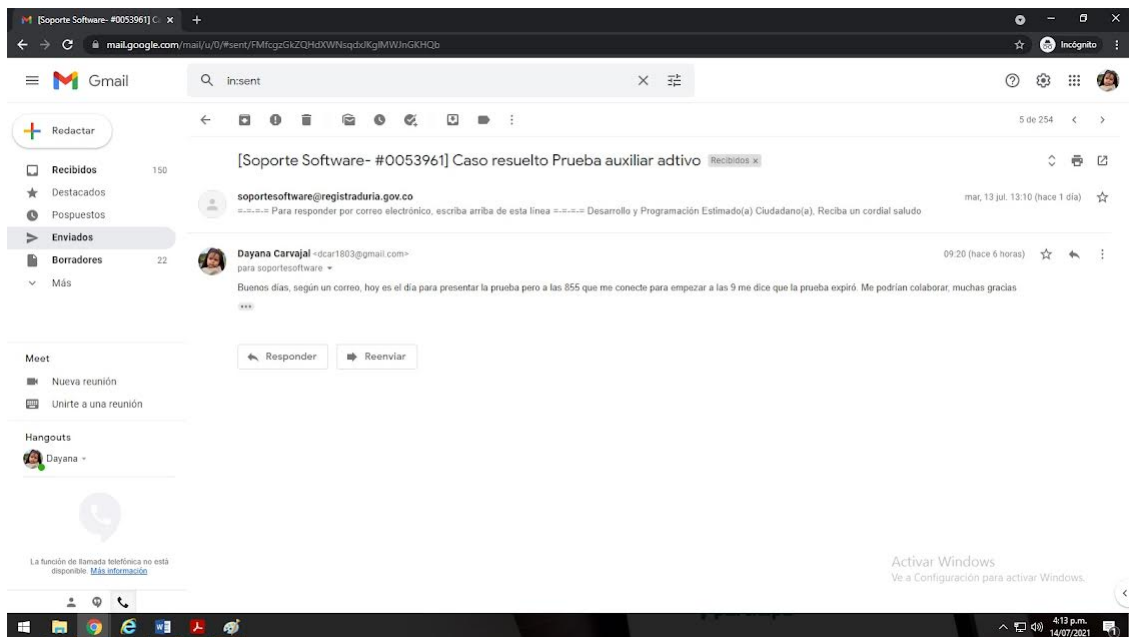 [Soporte Software- #0053961] C
mail.google.com/mail/u/0/#sent/FMfcgzGkZQHdXWNsqdxJKglMWJnGKHQb
Incógnito
Gmail
in:sent
Redactar
5 de 254
Recibidos 150
Destacados
Pospuestos
Enviados
Borradores 22
Más
[Soporte Software- #0053961] Caso resuelto Prueba auxiliar adtivo Recibidos x
soportesoftware@registraduria.gov.co
mar, 13 jul. 13:10 (hace 1 día)
=-=-=-= Para responder por correo electrónico, escriba arriba de esta línea =-=-=-= Desarrollo y Programación Estimado(a) Ciudadano(a), Reciba un cordial saludo
Dayana Carvajal <dcar1803@gmail.com>
09:20 (hace 6 horas)
para soportesoftware
Buenos días, según un correo, hoy es el día para presentar la prueba pero a las 855 que me conecte para empezar a las 9 me dice que la prueba expiró. Me podrían colaborar, muchas gracias
Responder
Reenviar
Meet
Nueva reunión
Unirte a una reunión
Hangouts
Dayana
La función de llamada telefónica no está
disponible. Más información
Activar Windows
Ve a Configuración para activar Windows.
4:13 p.m.
14/07/2021